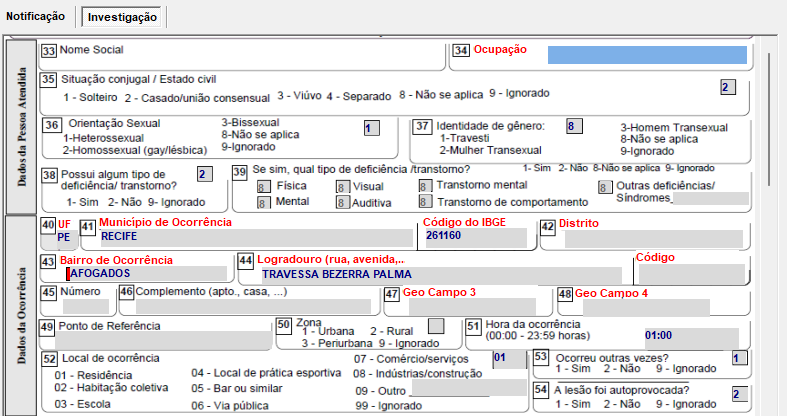 Notificação Investigação
Dados da Pessoa Atendida
33 Nome Social
34 Ocupação
35 Situação conjugal / Estado civil
1 - Solteiro 2 - Casado/união consensual 3 - Viúvo 4 - Separado 8 - Não se aplica 9 - Ignorado
2
36 Orientação Sexual
1-Heterossexual
2-Homossexual (gay/lésbica)
3-Bissexual
8-Não se aplica
9-Ignorado
1
37 Identidade de gênero:
1-Travesti
2-Mulher Transexual
8
3-Homem Transexual
8-Não se aplica
9-Ignorado
38 Possui algum tipo de
deficiência/ transtorno?
2
1- Sim 2- Não 9- Ignorado
39 Se sim, qual tipo de deficiência /transtorno? 1- Sim 2- Não 8-Não se aplica 9- Ignorado
8 Física 8 Visual 8 Transtorno mental 8 Outras deficiências/
Síndromes
8 Mental 8 Auditiva 8 Transtorno de comportamento
Dados da Ocorrência
40 UF
PE
41 Município de Ocorrência
RECIFE
Código do IBGE
261160
42 Distrito
43 Bairro de Ocorrência
AFOGADOS
44 Logradouro (rua, avenida,..
TRAVESSA BEZERRA PALMA
Código
45 Número
46 Complemento (apto., casa, ...)
47 Geo Campo 3
48 Geo Campo 4
49 Ponto de Referência
50 Zona
1 - Urbana 2 - Rural
3 - Periurbana 9 - Ignorado
51 Hora da ocorrência
(00:00 - 23:59 horas)
01:00
52 Local de ocorrência
01 - Residência
02 - Habitação coletiva
03 - Escola
04 - Local de prática esportiva
05 - Bar ou similar
06 - Via pública
07 - Comércio/serviços
08 - Indústrias/construção
09 - Outro
99 - Ignorado
01
53 Ocorreu outras vezes?
1 - Sim 2 - Não 9 - Ignorado
1
54 A lesão foi autoprovocada?
1 - Sim 2 - Não 9 - Ignorado
2